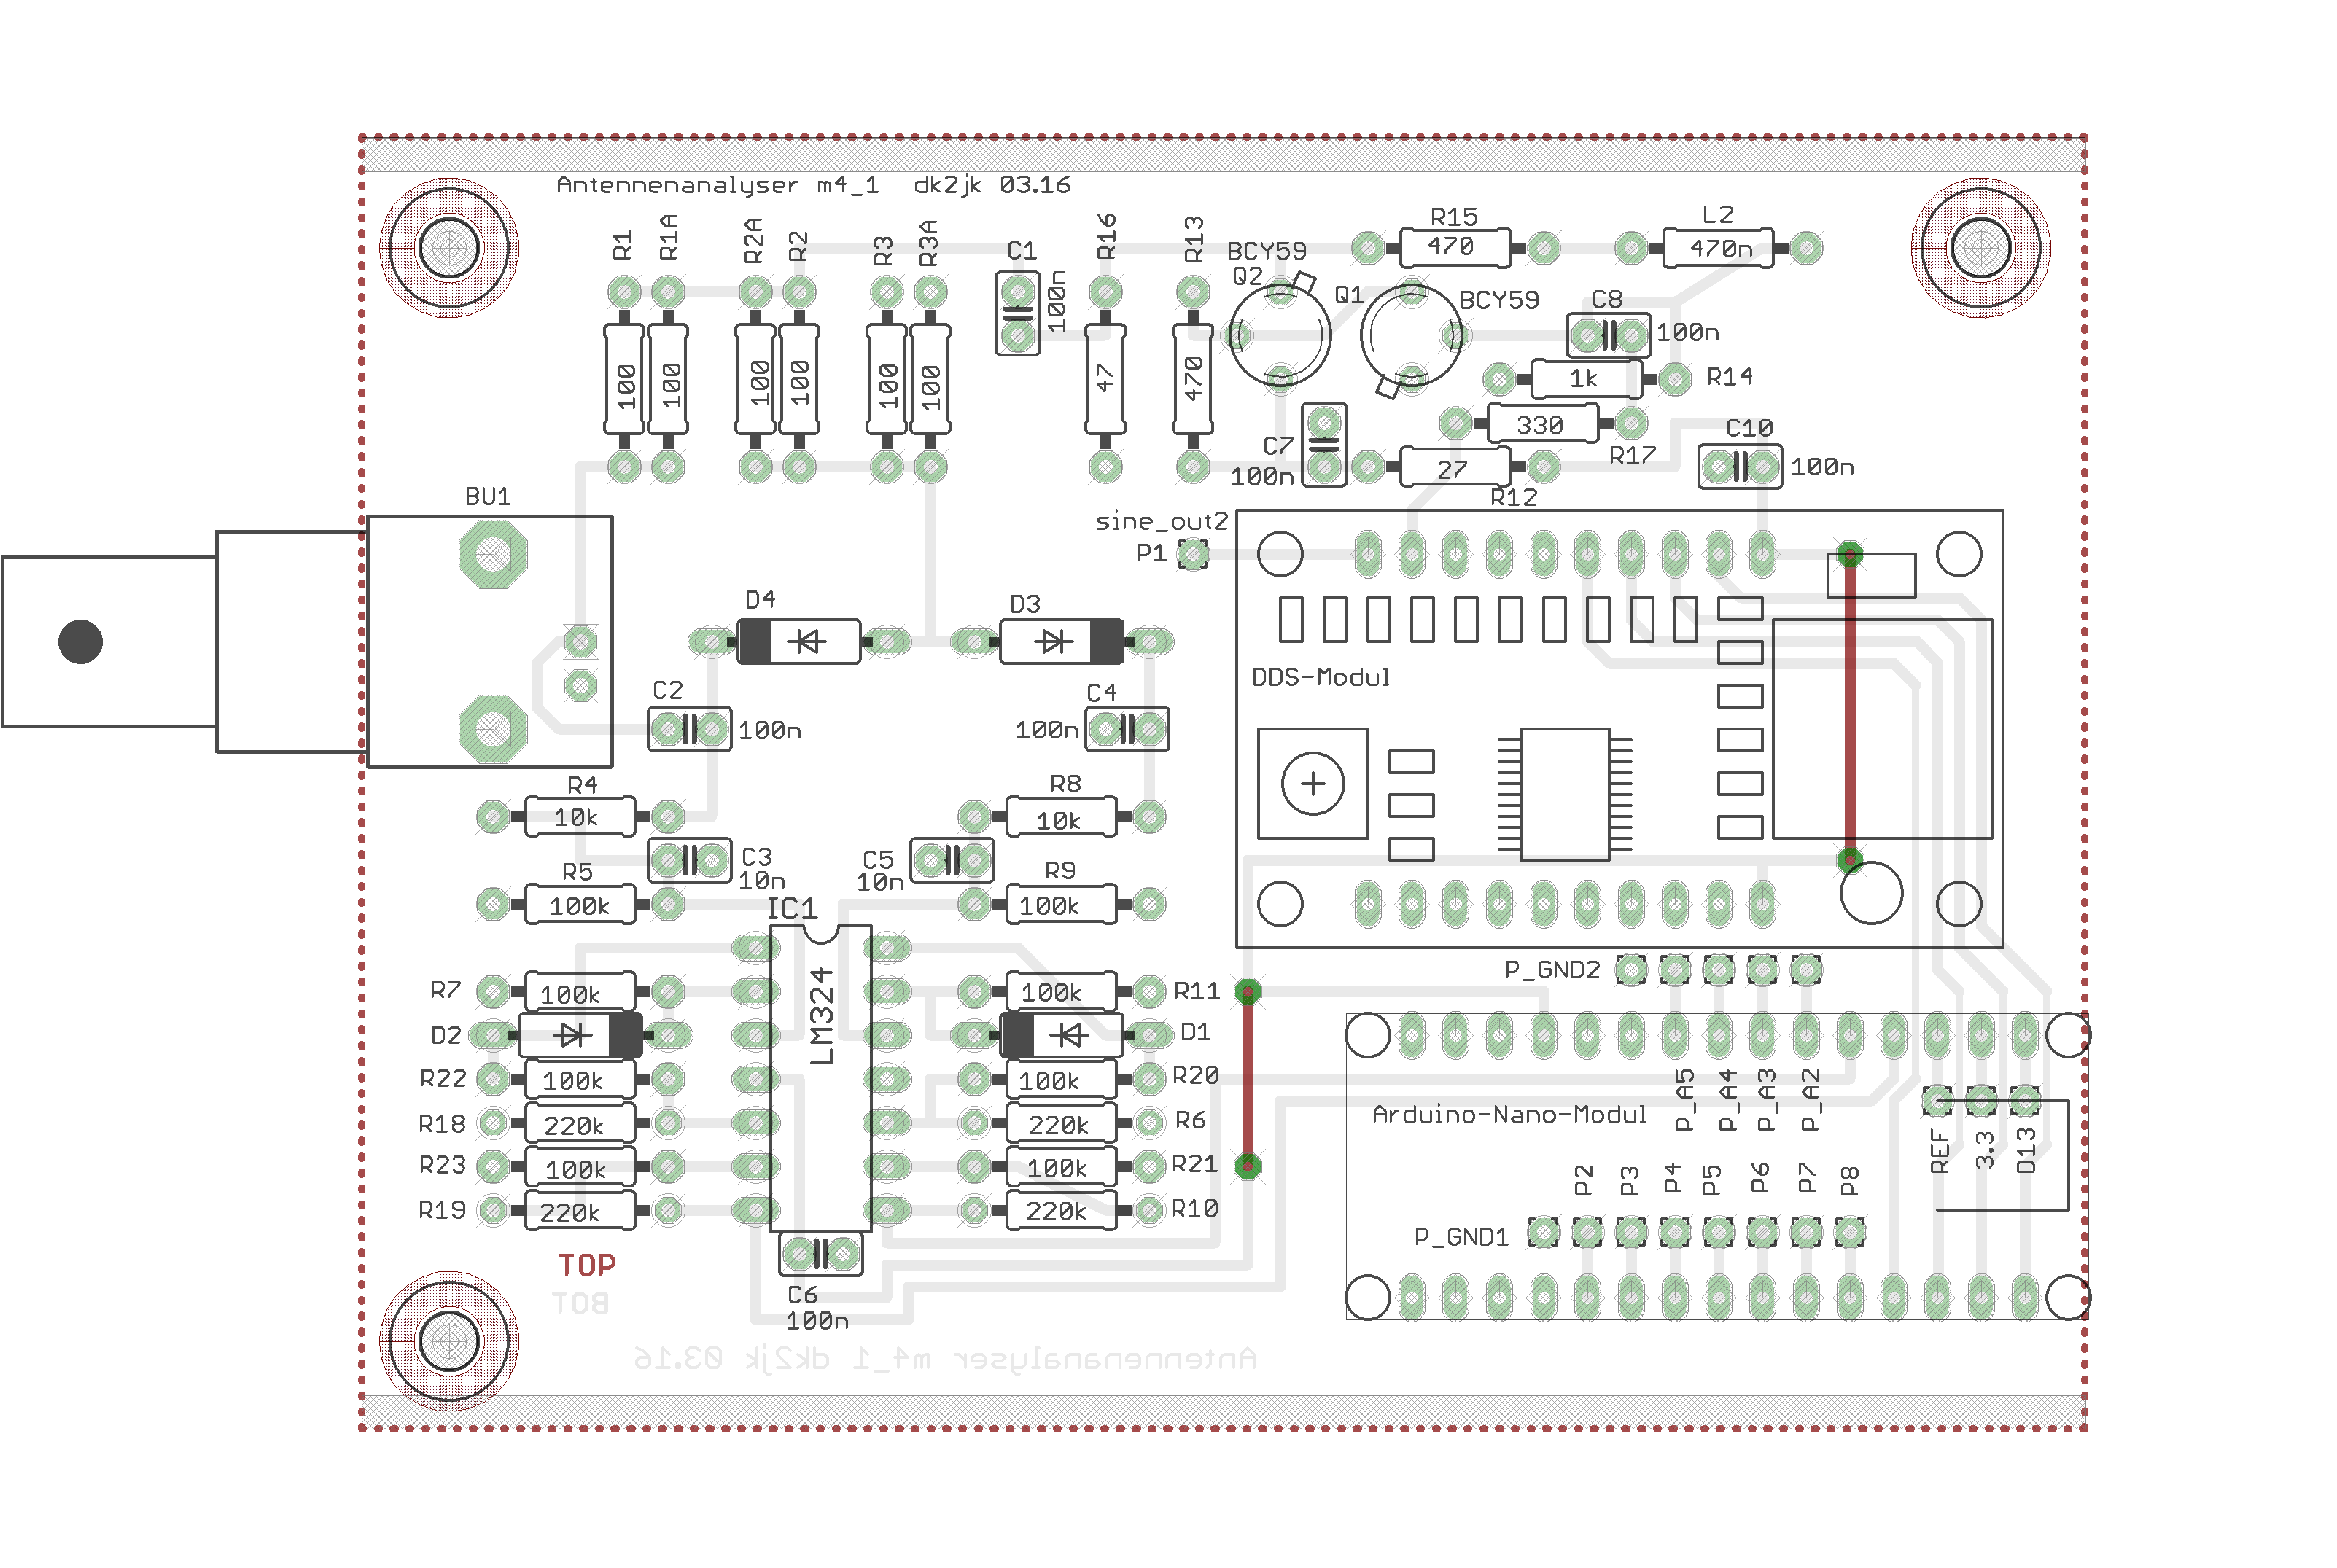 Antennenanalyser m4_1 dk2jk 03.16
R1
R1A
R2A
R2
R3
R3A
C1
100n
R16
R13
BCY59
Q2
Q1
BCY59
R15
470
L2
470n
C8
100n
100
100
100
100
100
100
47
470
1k
R14
330
R17
C7
100n
27
R12
C10
100n
BU1
sine_out2
P1
D4
D3
DDS-Modul
C2
100n
C4
100n
R4
10k
R8
10k
C3
10n
C5
10n
R5
100k
R9
100k
IC1
LM324
R7
100k
100k
R11
D2
D1
R22
100k
100k
R20
R18
220k
220k
R6
R23
100k
100k
R21
R19
220k
220k
R10
P_GND2
P_A5
P_A4
P_A3
P_A2
Arduino-Nano-Modul
REF
3.3
D13
P2
P3
P4
P5
P6
P7
P8
P_GND1
TOP
BOT
C6
100n
Antennenanalyser m4_1 dk2jk 03.16